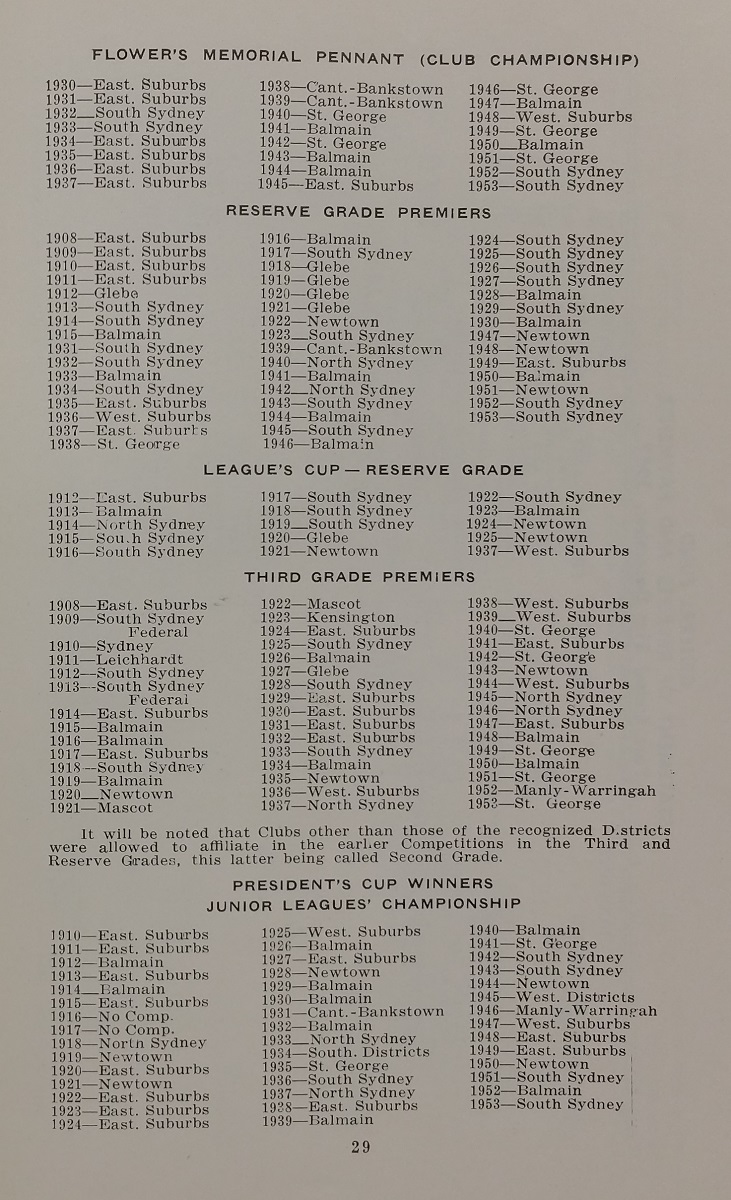 FLOWER'S MEMORIAL PENNANT (CLUB CHAMPIONSHIP)
1930—East. Suburbs
1931—East. Suburbs
1932—South Sydney
1933—South Sydney
1934—East. Suburbs
1935—East. Suburbs
1936—East. Suburbs
1937—East. Suburbs
1938—Cant.-Bankstown
1939—Cant.-Bankstown
1940—St. George
1941—Balmain
1942—St. George
1943—Balmain
1944—Balmain
1945—East. Suburbs
1946—St. George
1947—Balmain
1948—West. Suburbs
1949—St. George
1950—Balmain
1951—St. George
1952—South Sydney
1953—South Sydney
RESERVE GRADE PREMIERS
1908—East. Suburbs
1909—East. Suburbs
1910—East. Suburbs
1911—East. Suburbs
1912—Glebe
1913—South Sydney
1914—South Sydney
1915—Balmain
1931—South Sydney
1932—South Sydney
1933—Balmain
1934—South Sydney
1935—East. Suburbs
1936—West. Suburbs
1937—East. Suburbs
1938—St. George
1916—Balmain
1917—South Sydney
1918—Glebe
1919—Glebe
1920—Glebe
1921—Glebe
1922—Newtown
1923—South Sydney
1939—Cant.-Bankstown
1940—North Sydney
1941—Balmain
1942—North Sydney
1943—South Sydney
1944—Balmain
1945—South Sydney
1946—Balmain
1924—South Sydney
1925—South Sydney
1926—South Sydney
1927—South Sydney
1928—Balmain
1929—South Sydney
1930—Balmain
1947—Newtown
1948—Newtown
1949—East. Suburbs
1950—Balmain
1951—Newtown
1952—South Sydney
1953—South Sydney
LEAGUE'S CUP — RESERVE GRADE
1912—East. Suburbs
1913—Balmain
1914—North Sydney
1915—South Sydney
1916—South Sydney
1917—South Sydney
1918—South Sydney
1919—South Sydney
1920—Glebe
1921—Newtown
1922—South Sydney
1923—Balmain
1924—Newtown
1925—Newtown
1937—West. Suburbs
THIRD GRADE PREMIERS
1908—East. Suburbs
1909—South Sydney
Federal
1910—Sydney
1911—Leichhardt
1912—South Sydney
1913—South Sydney
Federal
1914—East. Suburbs
1915—Balmain
1916—Balmain
1917—East. Suburbs
1918—South Sydney
1919—Balmain
1920—Newtown
1921—Mascot
1922—Mascot
1923—Kensington
1924—East. Suburbs
1925—South Sydney
1926—Balmain
1927—Glebe
1928—South Sydney
1929—East. Suburbs
1930—East. Suburbs
1931—East. Suburbs
1932—East. Suburbs
1933—South Sydney
1934—Balmain
1935—Newtown
1936—West. Suburbs
1937—North Sydney
1938—West. Suburbs
1939—West. Suburbs
1940—St. George
1941—East. Suburbs
1942—St. George
1943—Newtown
1944—West. Suburbs
1945—North Sydney
1946—North Sydney
1947—East. Suburbs
1948—Balmain
1949—St. George
1950—Balmain
1951—St. George
1952—Manly-Warringah
1953—St. George
It will be noted that Clubs other than those of the recognized Districts
were allowed to affiliate in the earlier Competitions in the Third and
Reserve Grades, this latter being called Second Grade.
PRESIDENT'S CUP WINNERS
JUNIOR LEAGUES' CHAMPIONSHIP
1910—East. Suburbs
1911—East. Suburbs
1912—Balmain
1913—East. Suburbs
1914—Balmain
1915—East. Suburbs
1916—No Comp.
1917—No Comp.
1918—North Sydney
1919—Newtown
1920—East. Suburbs
1921—Newtown
1922—East. Suburbs
1923—East. Suburbs
1924—East. Suburbs
1925—West. Suburbs
1926—Balmain
1927—East. Suburbs
1928—Newtown
1929—Balmain
1930—Balmain
1931—Cant.-Bankstown
1932—Balmain
1933—North Sydney
1934—South. Districts
1935—St. George
1936—South Sydney
1937—North Sydney
1938—East. Suburbs
1939—Balmain
1940—Balmain
1941—St. George
1942—South Sydney
1943—South Sydney
1944—Newtown
1945—West. Districts
1946—Manly-Warringah
1947—West. Suburbs
1948—East. Suburbs
1949—East. Suburbs
1950—Newtown
1951—South Sydney
1952—Balmain
1953—South Sydney
29